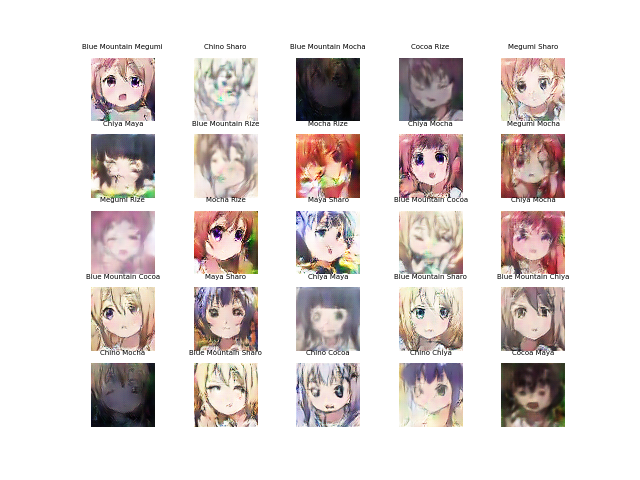 Blue Mountain Megumi
Chino Sharo
Blue Mountain Mocha
Cocoa Rize
Megumi Sharo
Chiya Maya
Blue Mountain Rize
Mocha Rize
Chiya Mocha
Megumi Mocha
Megumi Rize
Mocha Rize
Maya Sharo
Blue Mountain Cocoa
Chiya Mocha
Blue Mountain Cocoa
Maya Sharo
Chiya Maya
Blue Mountain Sharo
Blue Mountain Chiya
Chino Mocha
Blue Mountain Sharo
Chino Cocoa
Chino Chiya
Cocoa Maya